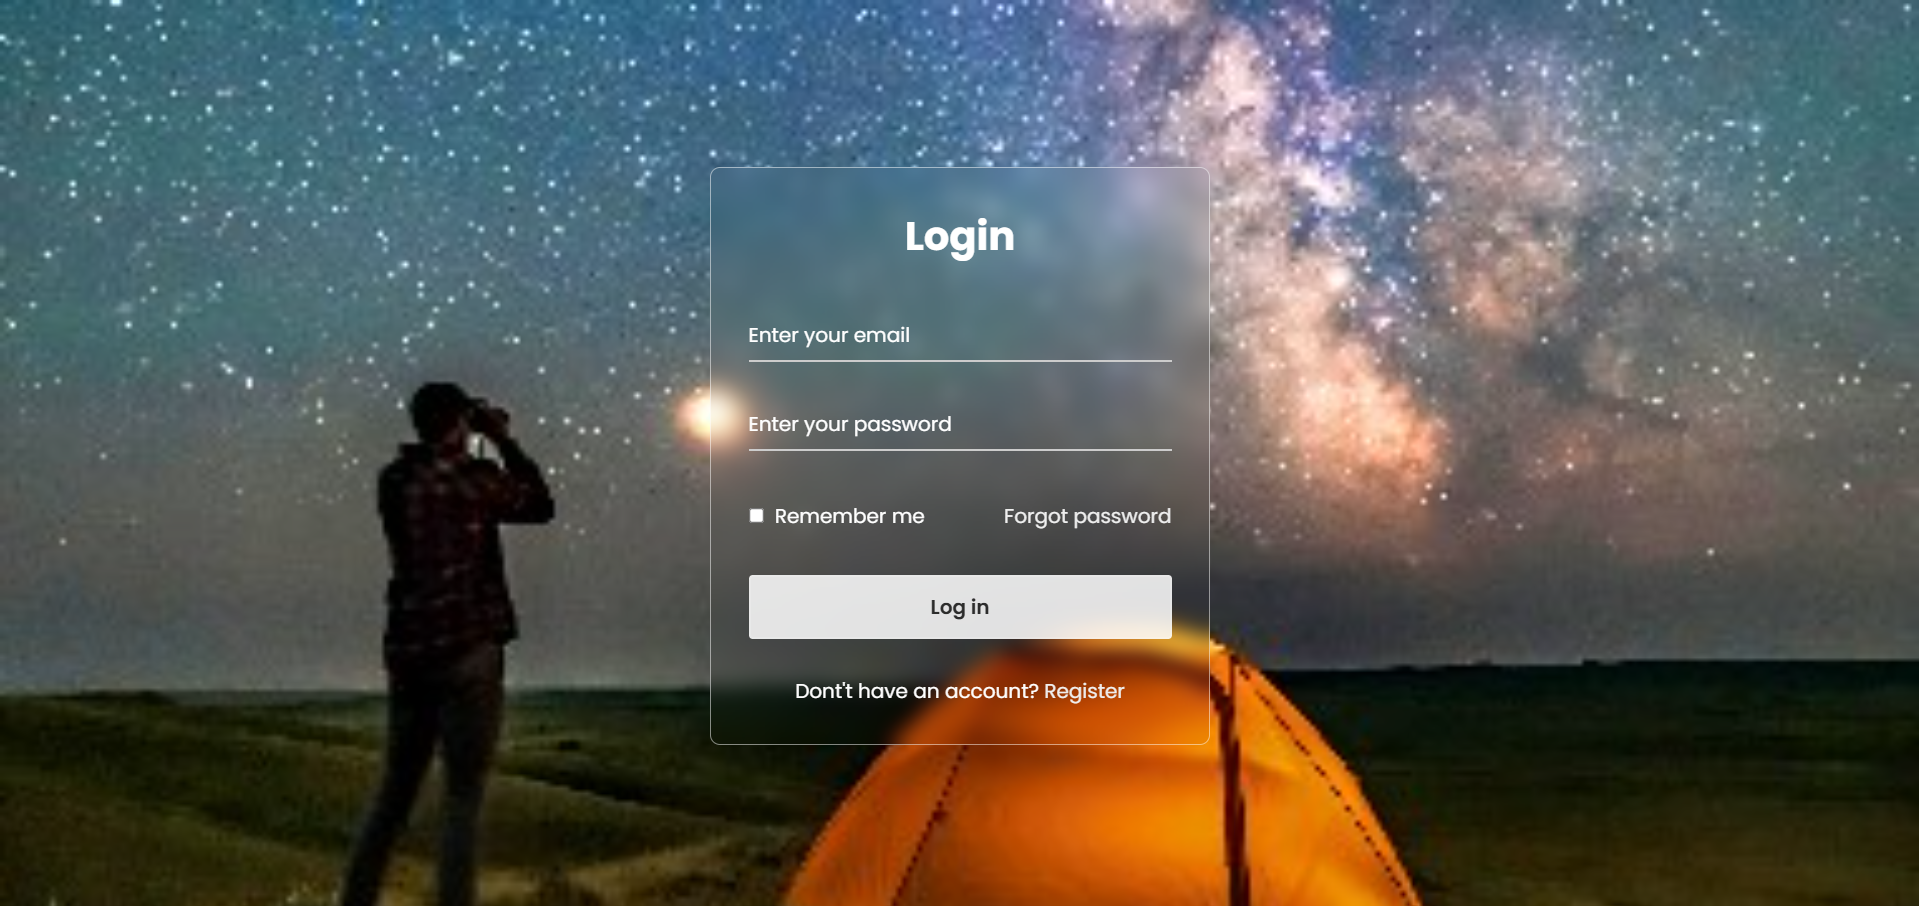 Login
Enter your email
Enter your password
Remember me Forgot password
Log in
Dont't have an account? Register